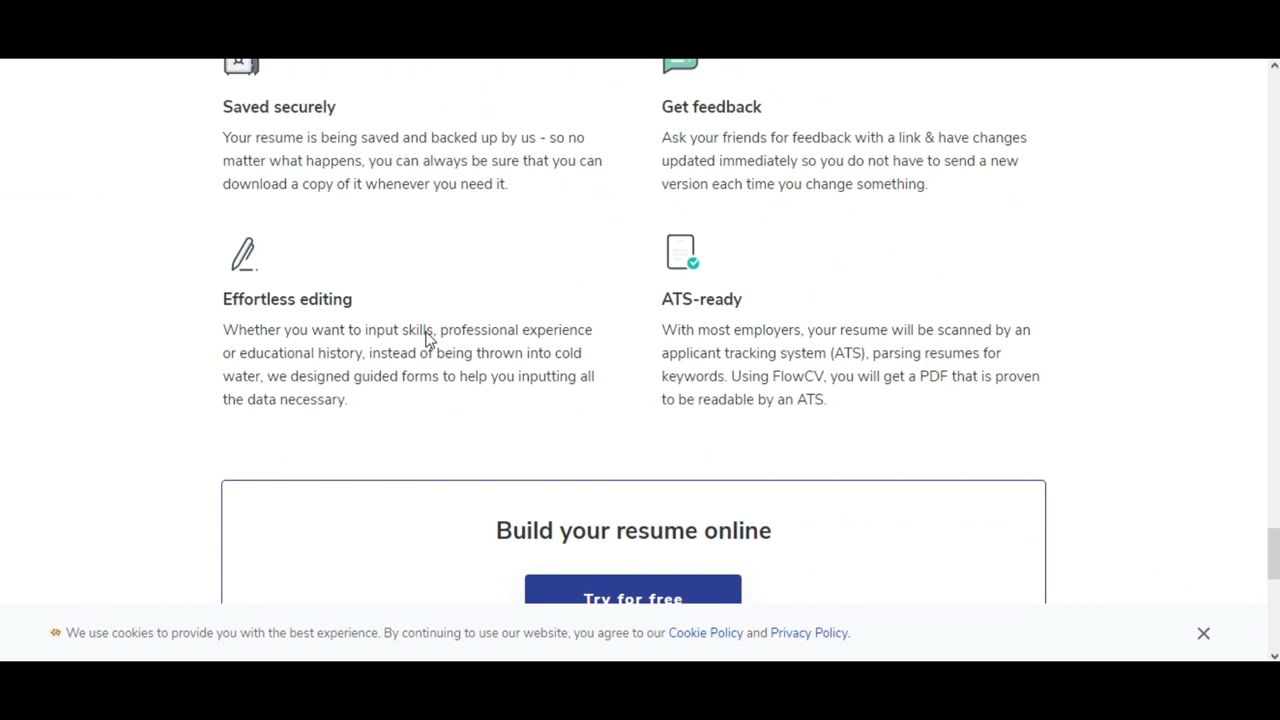 Saved securely
Your resume is being saved and backed up by us - so no
matter what happens, you can always be sure that you can
download a copy of it whenever you need it.
Get feedback
Ask your friends for feedback with a link & have changes
updated immediately so you do not have to send a new
version each time you change something.
Effortless editing
Whether you want to input skills, professional experience
or educational history, instead of being thrown into cold
water, we designed guided forms to help you inputting all
the data necessary.
ATS-ready
With most employers, your resume will be scanned by an
applicant tracking system (ATS), parsing resumes for
keywords. Using FlowCV, you will get a PDF that is proven
to be readable by an ATS.
Build your resume online
Try for free
We use cookies to provide you with the best experience. By continuing to use our website, you agree to our Cookie Policy and Privacy Policy.